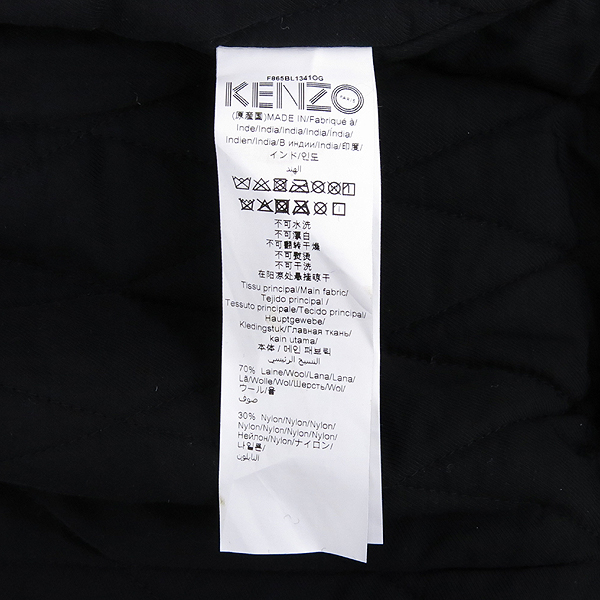 F865BL1341OG
KENZO
PARIS
(原産国)MADE IN/Fabriqué à/
Inde/India/India/India/Índia/
Indien/India/В индии/India/印度/
インド/인도
الهند
不可水洗
不可漂白
不可翻转干燥
不可熨烫
不可干洗
在阳凉处悬挂晾干
Tissu principal/Main fabric/
Tejido principal /
Tessuto principale/Tecido principal/
Hauptgewebe/
Kledingstuk/Главная ткань/
kain utama/
本体 / 메인 패브릭
النسيج الرئيسي
70% Laine/Wool/Lana/Lana/
Lã/Wolle/Wol/Шерсть/Wol/
ウール/울
صوف
30% Nylon/Nylon/Nylon/
Nylon/Nylon/Nylon/Nylon/
Нейлон/Nylon/ナイロン/
나일론/
النايلون